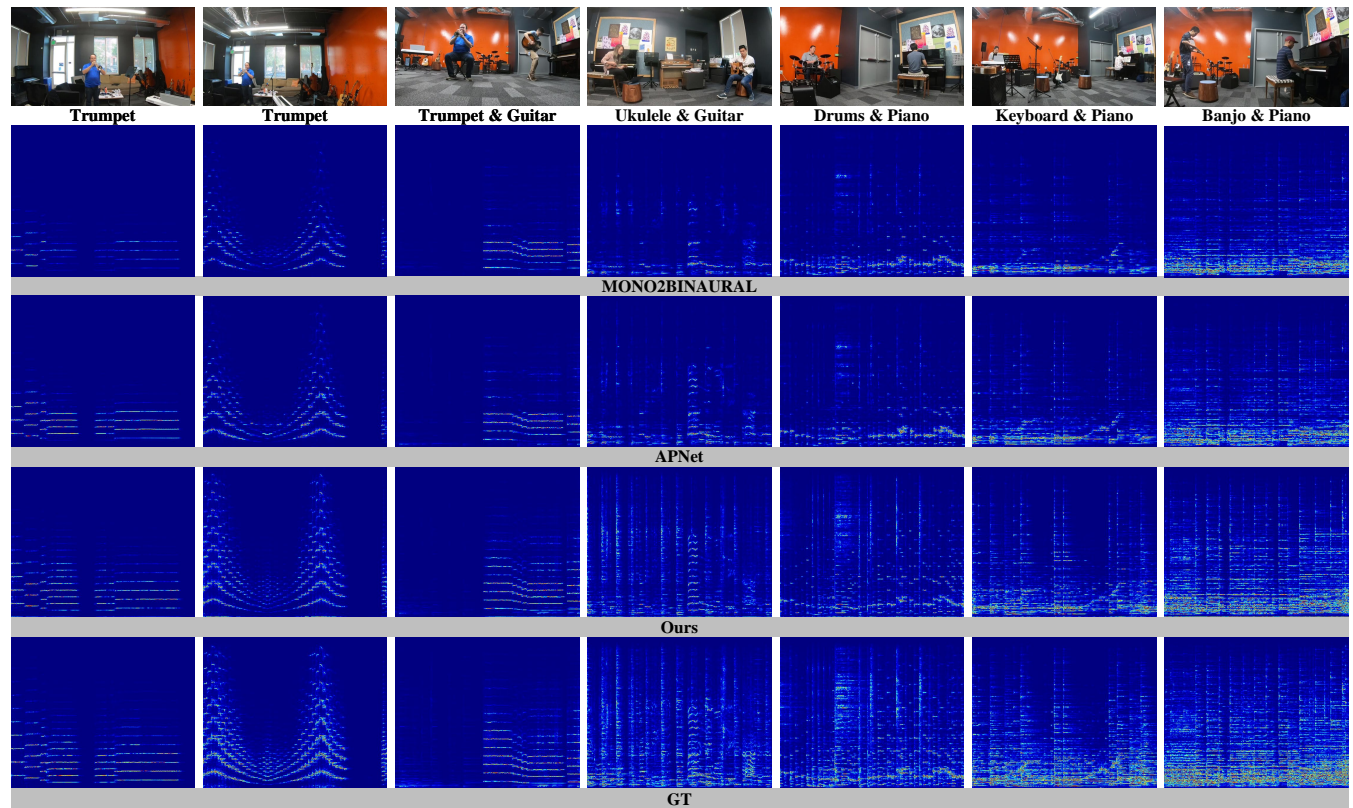 Trumpet
Trumpet
Trumpet & Guitar
Ukulele & Guitar
Drums & Piano
Keyboard & Piano
Banjo & Piano
MONO2BINAURAL
APNet
Ours
GT